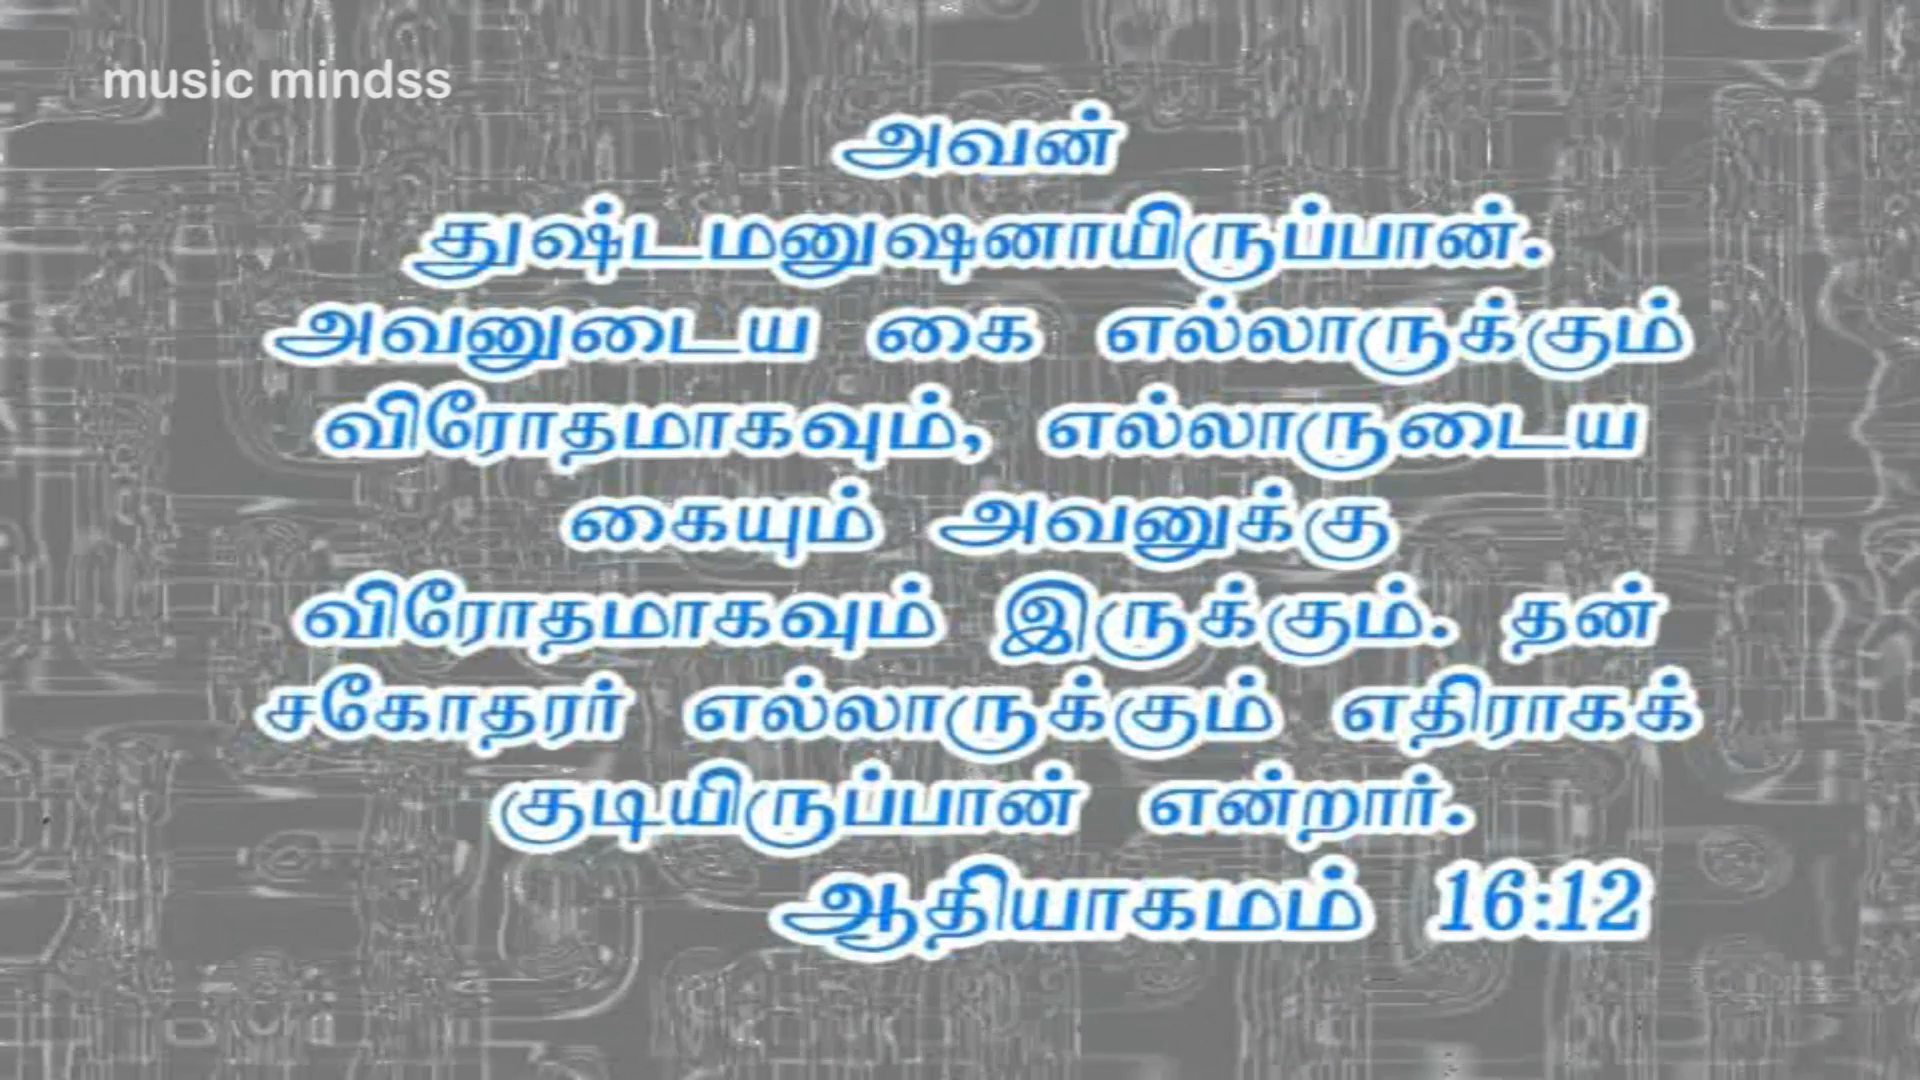 music mindss
அவன்
துஷ்டமனுஷனாயிருப்பான்.
அவனுடைய கை எல்லாருக்கும்
விரோதமாகவும், எல்லாருடைய
கையும் அவனுக்கு
விரோதமாகவும் இருக்கும். தன்
சகோதரர் எல்லாருக்கும் எதிராகக்
குடியிருப்பான் என்றார்.
ஆதியாகமம் 16:12